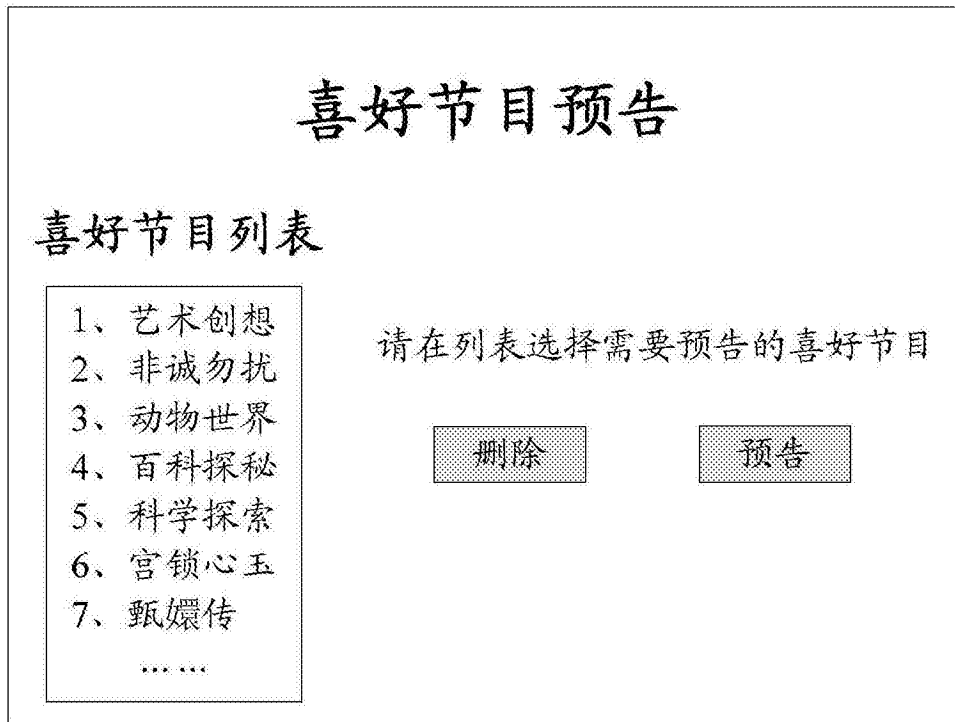 喜好节目预告
喜好节目列表
1、艺术创想
2、非诚勿扰
3、动物世界
4、百科探秘
5、科学探索
6、宫锁心玉
7、甄嬛传
……
请在列表选择需要预告的喜好节目
删除
预告